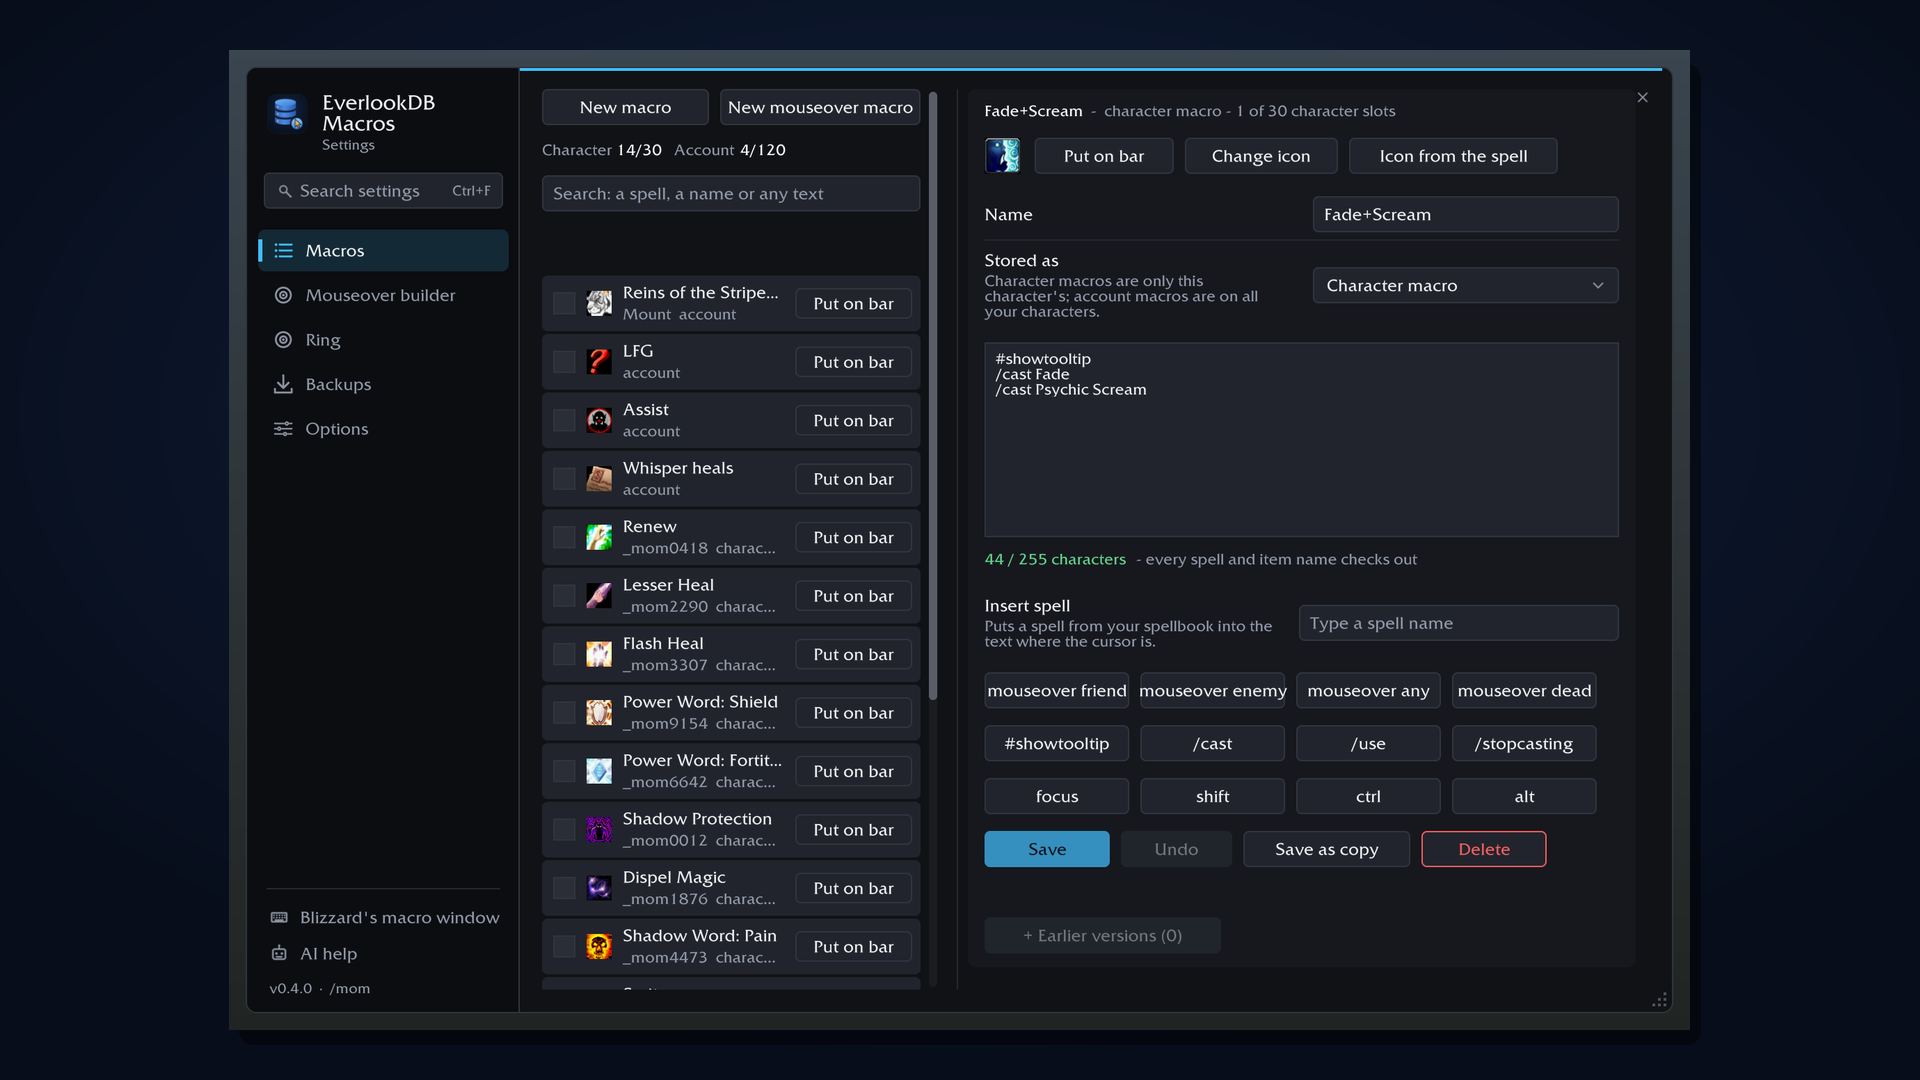 EverlookDB
Macros
Settings
Search settings Ctrl+F
Macros
Mouseover builder
Ring
Backups
Options
Blizzard's macro window
AI help
v0.4.0 · /mom
New macro
New mouseover macro
Character 14/30 Account 4/120
Search: a spell, a name or any text
Reins of the Stripe...
Mount account
Put on bar
LFG
account
Put on bar
Assist
account
Put on bar
Whisper heals
account
Put on bar
Renew
_mom0418 charac...
Put on bar
Lesser Heal
_mom2290 charac...
Put on bar
Flash Heal
_mom3307 charac...
Put on bar
Power Word: Shield
_mom9154 charac...
Put on bar
Power Word: Fortit...
_mom6642 charac...
Put on bar
Shadow Protection
_mom0012 charac...
Put on bar
Dispel Magic
_mom1876 charac...
Put on bar
Shadow Word: Pain
_mom4473 charac...
Put on bar
Fade+Scream - character macro - 1 of 30 character slots
Put on bar
Change icon
Icon from the spell
Name
Fade+Scream
Stored as
Character macros are only this
character's; account macros are on all
your characters.
Character macro
#showtooltip
/cast Fade
/cast Psychic Scream
44 / 255 characters - every spell and item name checks out
Insert spell
Puts a spell from your spellbook into the
text where the cursor is.
Type a spell name
mouseover friend
mouseover enemy
mouseover any
mouseover dead
#showtooltip
/cast
/use
/stopcasting
focus
shift
ctrl
alt
Save
Undo
Save as copy
Delete
+ Earlier versions (0)